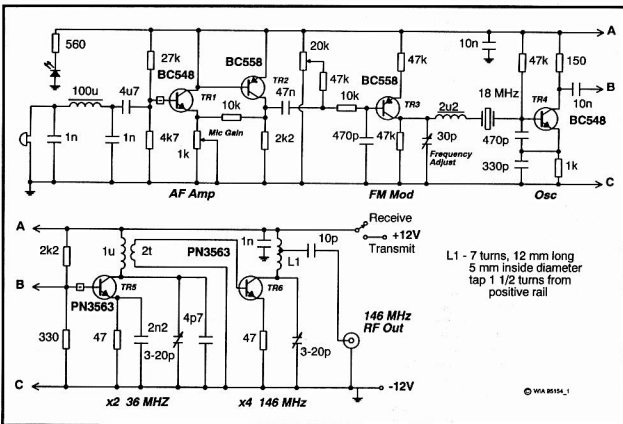 A
560
27k
BC548
BC558
TR2
20k
BC558
47k
10n
47k
150
100u
4u7
TR1
47n
47k
10k
TR3
2u2
18 MHz
TR4
B
10n
BC548
1n
1n
4k7
10k
Mic Gain
1k
2k2
470p
47k
30p
Frequency
Adjust
470p
330p
1k
C
AF Amp
FM Mod
Osc
A
2k2
1u
2t
PN3563
1n
L1
10p
Receive
+12V
Transmit
L1 - 7 turns, 12 mm long
5 mm inside diameter
tap 1 1/2 turns from
positive rail
B
TR5
PN3563
TR6
146 MHz
RF Out
330
47
2n2
4p7
3-20p
47
3-20p
C
-12V
x2 36 MHZ
x4 146 MHz
© WIA 95154_1